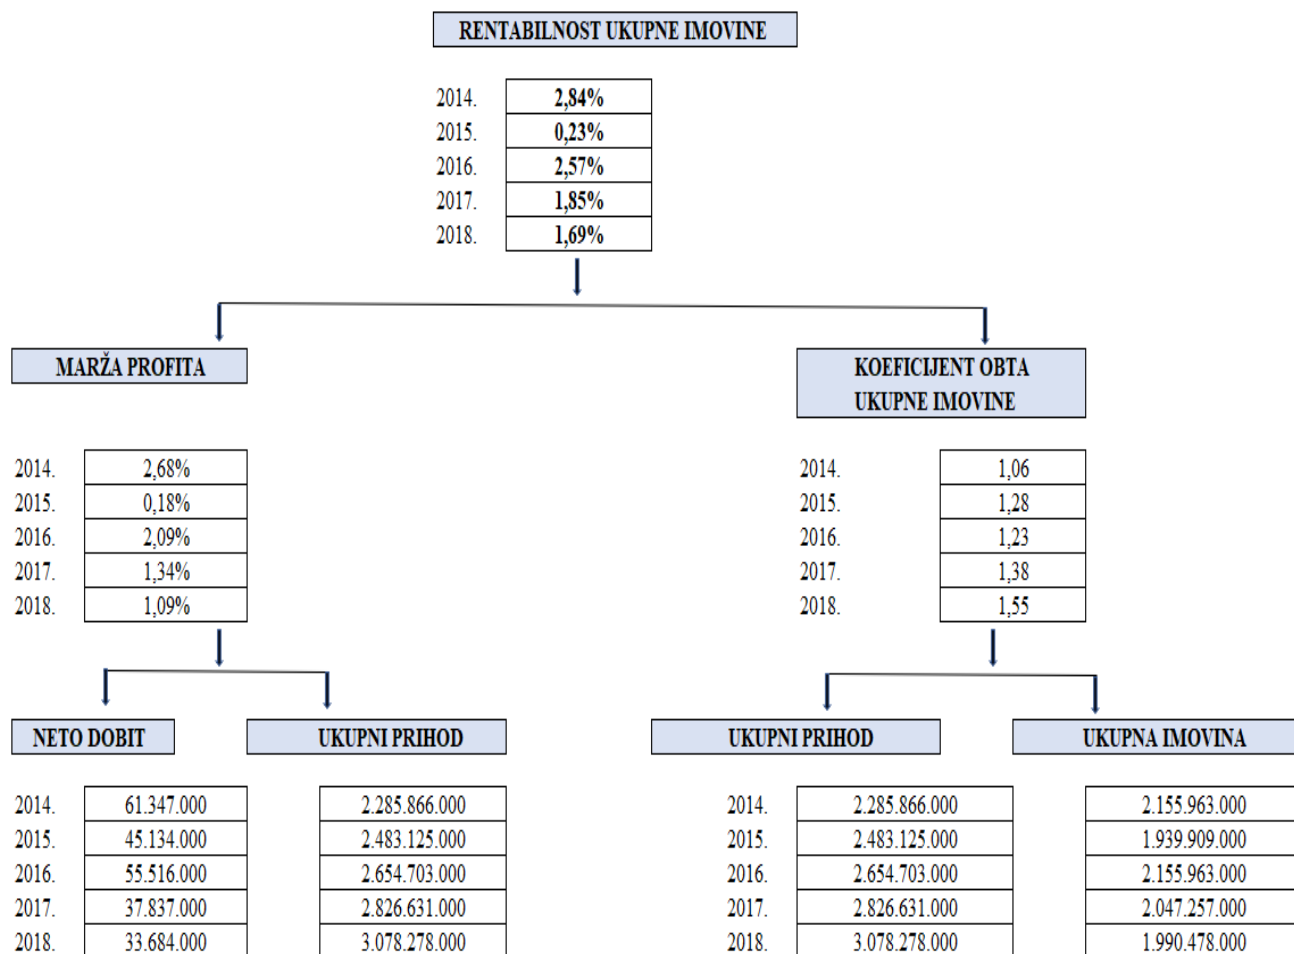 RENTABILNOST UKUPNE IMOVINE
2014. 2,84%
2015. 0,23%
2016. 2,57%
2017. 1,85%
2018. 1,69%
MARŽA PROFITA
2014. 2,68%
2015. 0,18%
2016. 2,09%
2017. 1,34%
2018. 1,09%
KOEFICIJENT OBTA
UKUPNE IMOVINE
2014. 1,06
2015. 1,28
2016. 1,23
2017. 1,38
2018. 1,55
NETO DOBIT UKUPNI PRIHOD
2014. 61.347.000 2.285.866.000
2015. 45.134.000 2.483.125.000
2016. 55.516.000 2.654.703.000
2017. 37.837.000 2.826.631.000
2018. 33.684.000 3.078.278.000
UKUPNI PRIHOD UKUPNA IMOVINA
2014. 2.285.866.000 2.155.963.000
2015. 2.483.125.000 1.939.909.000
2016. 2.654.703.000 2.155.963.000
2017. 2.826.631.000 2.047.257.000
2018. 3.078.278.000 1.990.478.000